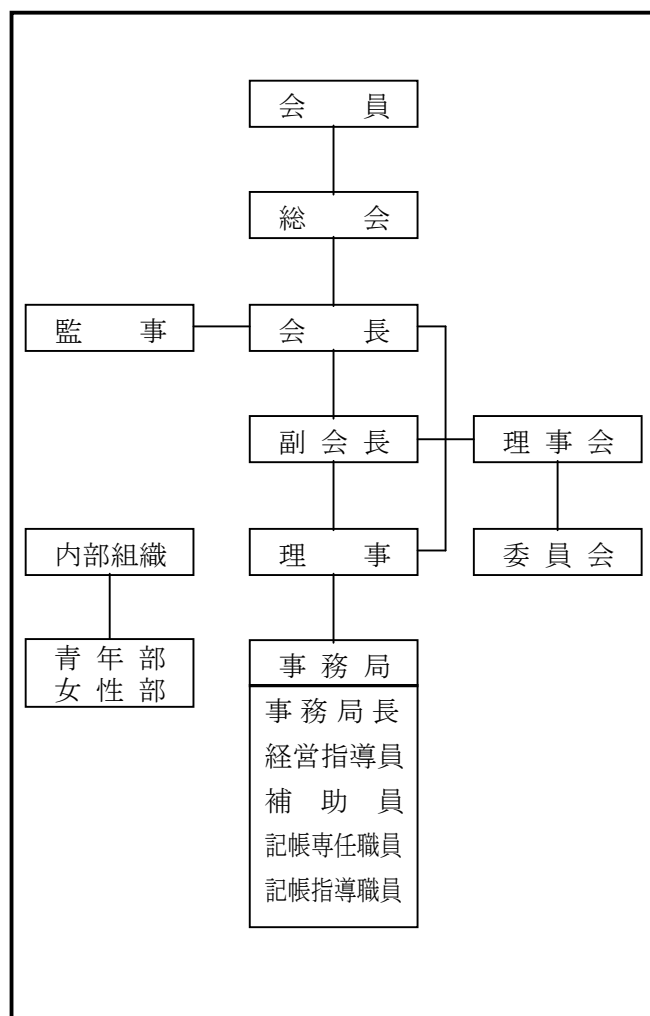 会員
総会
監事
会長
副会長
理事会
内部組織
理事
委員会
青年部
女性部
事務局
事務局長
経営指導員
補助員
記帳専任職員
記帳指導職員